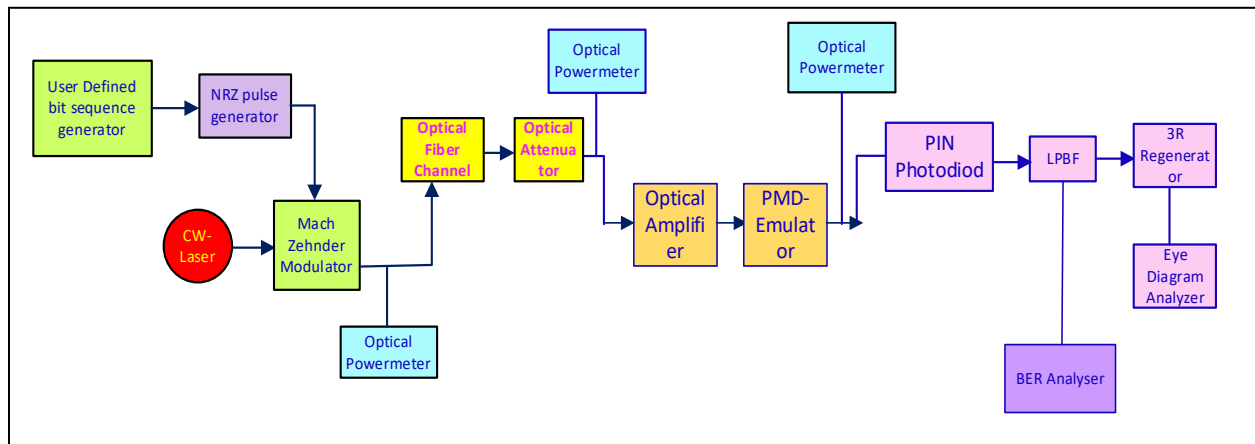 User Defined
bit sequence
generator
NRZ pulse
generator
CW-
Laser
Mach
Zehnder
Modulator
Optical
Powermeter
Optical
Fiber
Channel
Optical
Attenua
tor
Optical
Powermeter
Optical
Amplifi
er
PMD-
Emulat
or
Optical
Powermeter
PIN
Photodiod
LPBF
3R
Regenerat
or
Eye
Diagram
Analyzer
BER Analyser